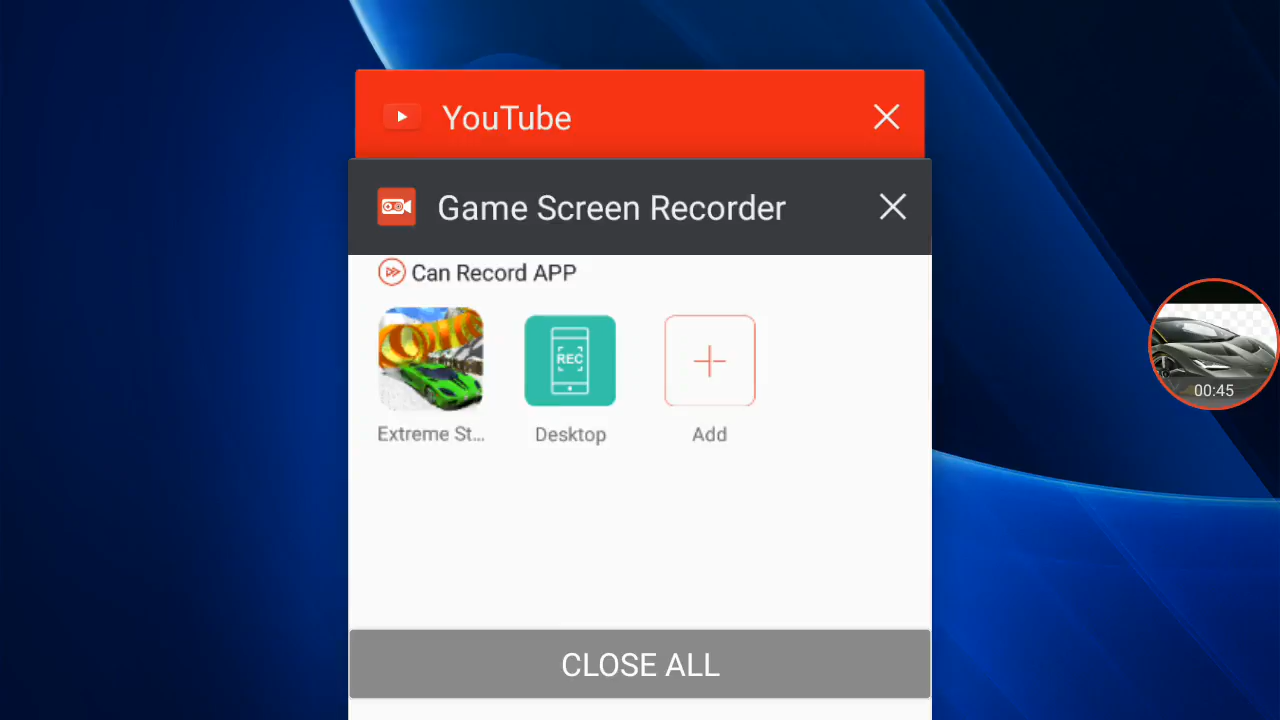 YouTube
Game Screen Recorder
Can Record APP
REC
Extreme St...
Desktop
Add
00:45
CLOSE ALL